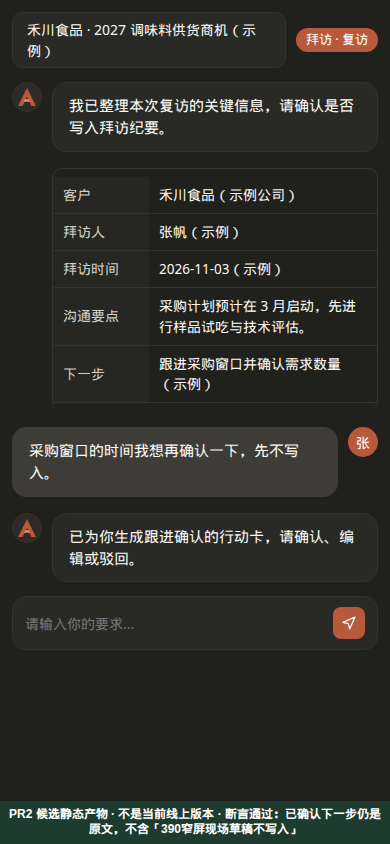 禾川食品 · 2027 调味料供货商机（示
例）
拜访 · 复访
我已整理本次复访的关键信息，请确认是否
写入拜访纪要。
客户 禾川食品（示例公司）
拜访人 张帆（示例）
拜访时间 2026-11-03（示例）
沟通要点 采购计划预计在 3 月启动，先进
行样品试吃与技术评估。
下一步 跟进采购窗口并确认需求数量
（示例）
采购窗口的时间我想再确认一下，先不写
入。
张
已为你生成跟进确认的行动卡，请确认、编
辑或驳回。
请输入你的要求...
PR2 候选静态产物 · 不是当前线上版本 · 断言通过：已确认下一步仍是
原文，不含「390窄屏现场草稿不写入」